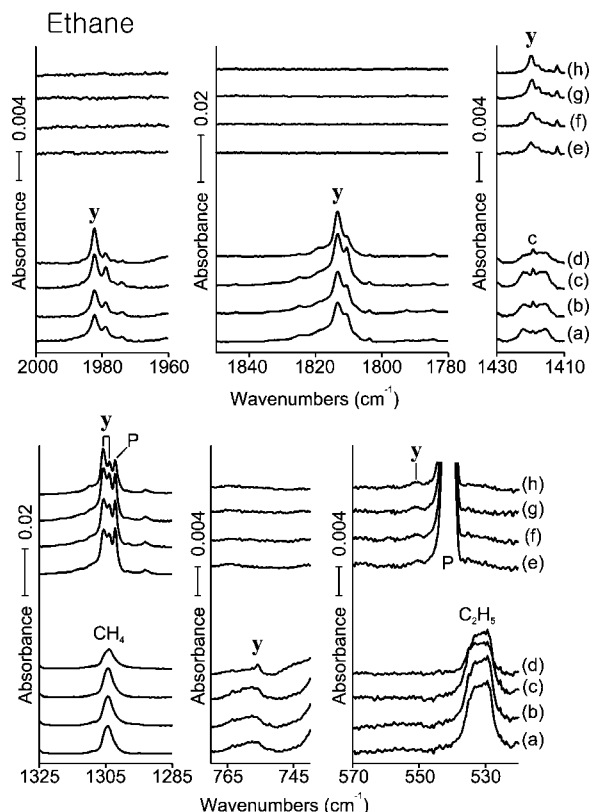 Ethane
y
(h)
(g)
(f)
(e)
Absorbance 0.004
Absorbance 0.02
Absorbance 0.004
y
y
c
(d)
(c)
(b)
(a)
2000 1980 1960
1840 1820 1800 1780
1430 1410
Wavenumbers (cm-1)
y
P
y
(h)
(g)
(f)
(e)
P
Absorbance 0.02
Absorbance 0.004
Absorbance 0.004
CH4
y
C2H5
(d)
(c)
(b)
(a)
1325 1305 1285
765 745
570 550 530
Wavenumbers (cm-1)